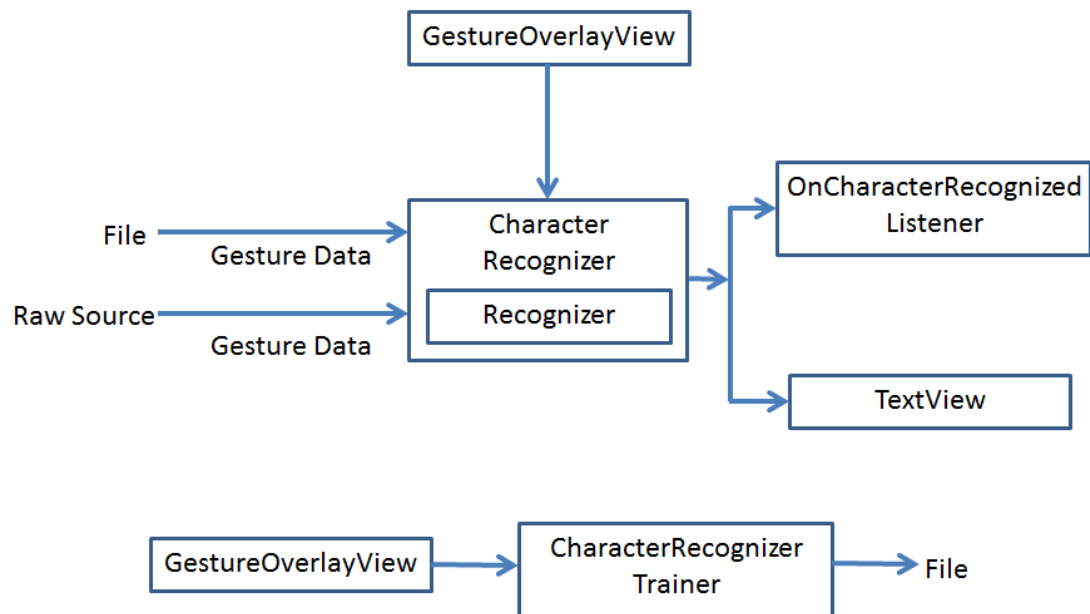 GestureOverlayView
OnCharacterRecognized
Listener
Character
Recognizer
File
Gesture Data
Recognizer
Raw Source
Gesture Data
TextView
CharacterRecognizer
Trainer
GestureOverlayView
File